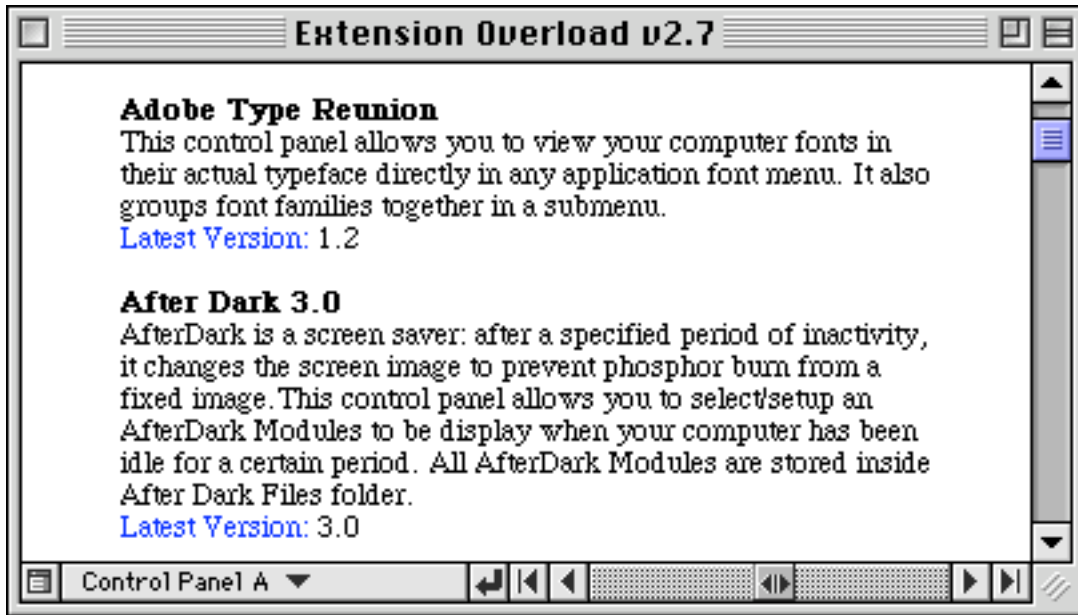 Extension Overload v2.7
Adobe Type Reunion
This control panel allows you to view your computer fonts in
their actual typeface directly in any application font menu. It also
groups font families together in a submenu.
Latest Version: 1.2
After Dark 3.0
AfterDark is a screen saver: after a specified period of inactivity,
it changes the screen image to prevent phosphor burn from a
fixed image. This control panel allows you to select/setup an
AfterDark Modules to be display when your computer has been
idle for a certain period. All AfterDark Modules are stored inside
After Dark Files folder.
Latest Version: 3.0
Control Panel A